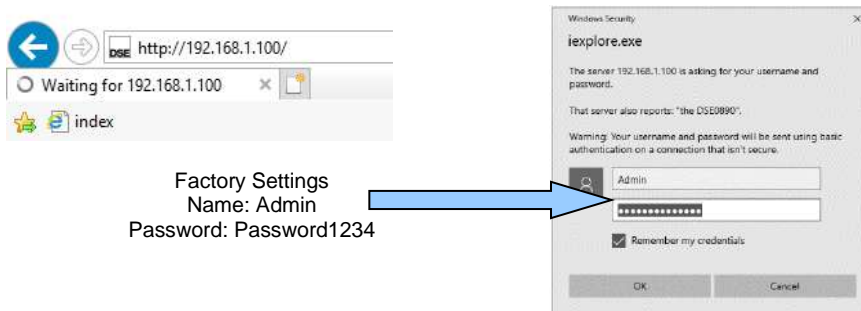 DSE http://192.168.1.100/
Waiting for 192.168.1.100
index
Factory Settings
Name: Admin
Password: Password1234
Windows Security
iexplore.exe
The server 192.168.1.100 is asking for your username and
password.
That server also reports: "the DSE0890".
Warning: Your username and password will be sent using basic
authentication on a connection that isn't secure.
Admin
●●●●●●●●●●●●●●
Remember my credentials
OK Cancel